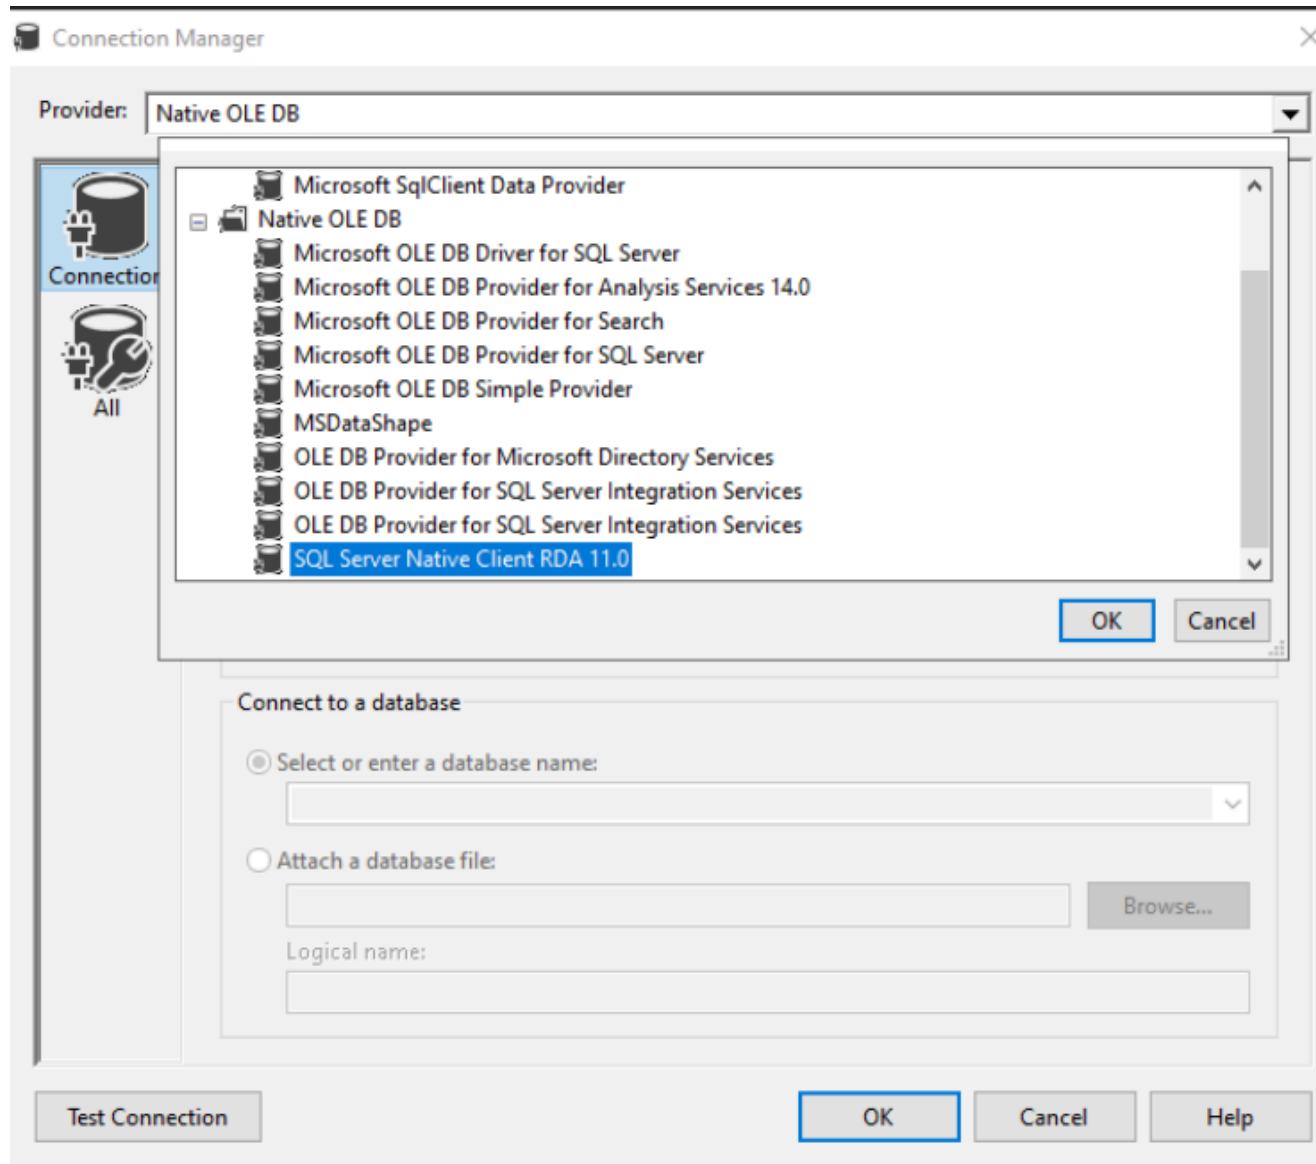 Connection Manager
Provider: Native OLE DB
Microsoft SqlClient Data Provider
Native OLE DB
Microsoft OLE DB Driver for SQL Server
Microsoft OLE DB Provider for Analysis Services 14.0
Microsoft OLE DB Provider for Search
Microsoft OLE DB Provider for SQL Server
Microsoft OLE DB Simple Provider
MSDataShape
OLE DB Provider for Microsoft Directory Services
OLE DB Provider for SQL Server Integration Services
OLE DB Provider for SQL Server Integration Services
SQL Server Native Client RDA 11.0
OK Cancel
Connection
All
Connect to a database
Select or enter a database name:
Attach a database file:
Browse...
Logical name:
Test Connection OK Cancel Help